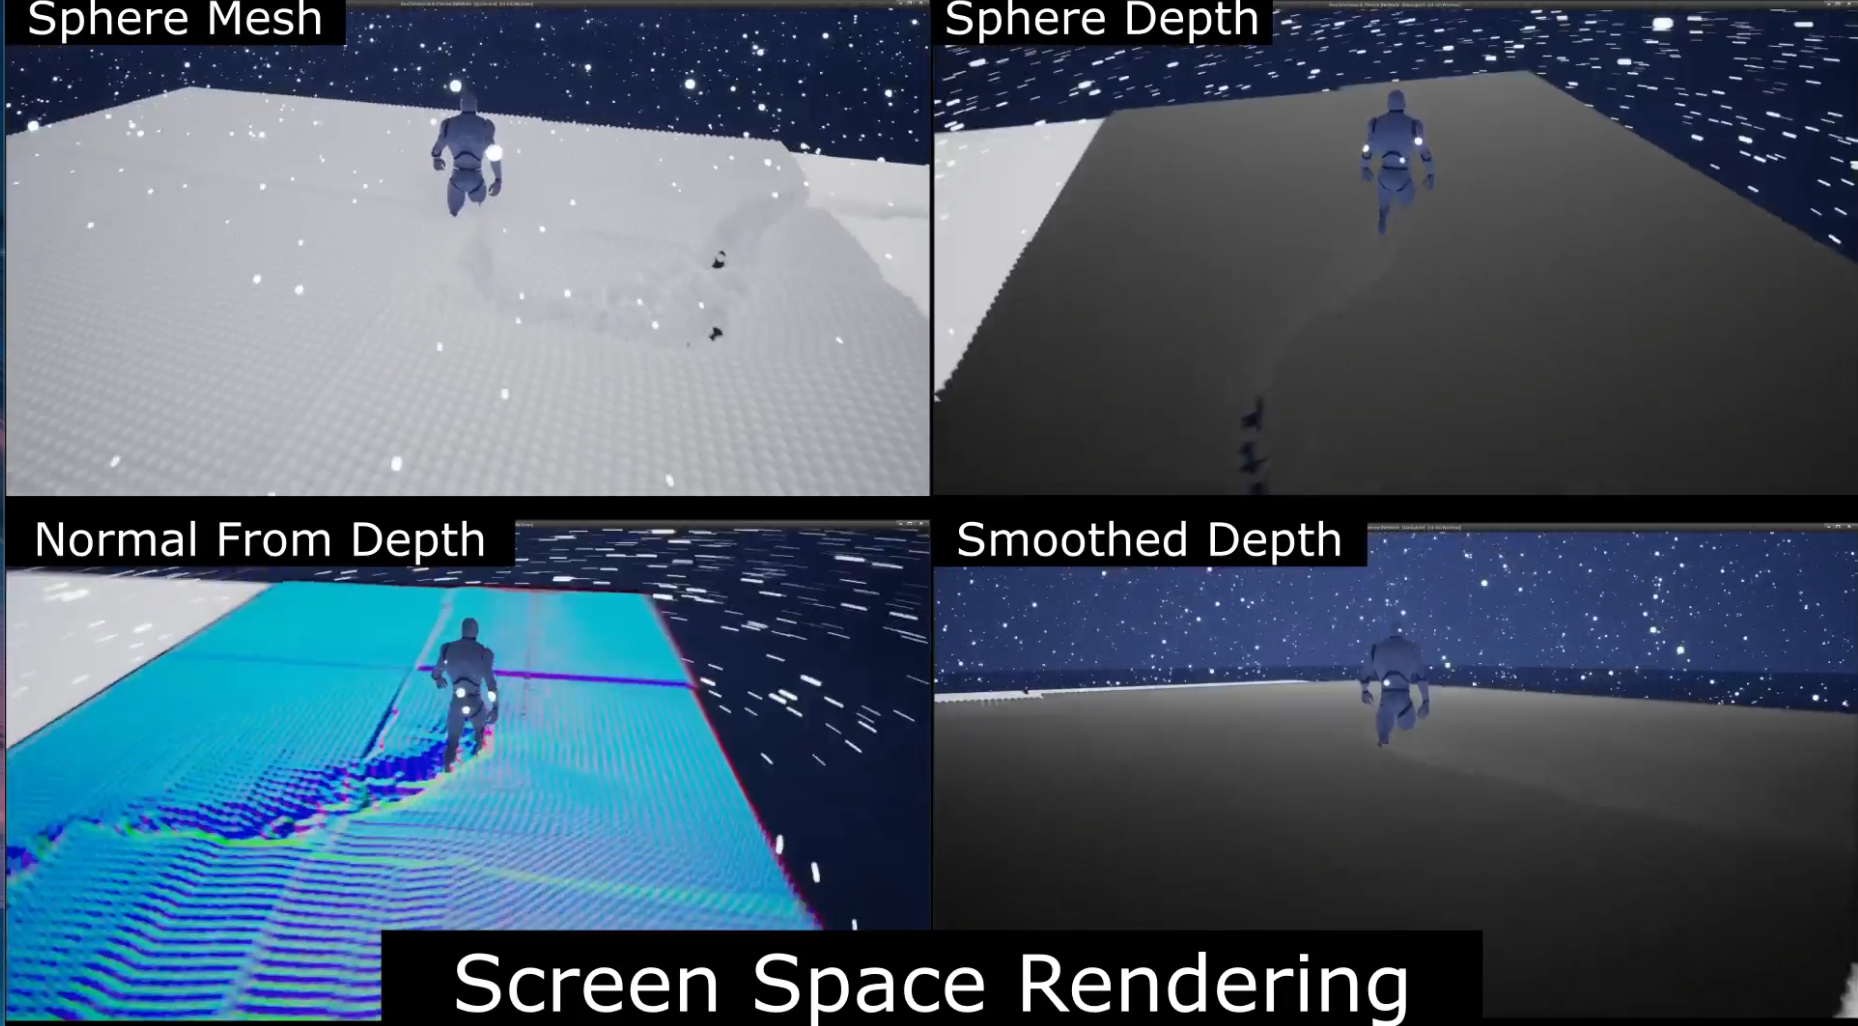 Sphere Mesh
Sphere Depth
Normal From Depth
Smoothed Depth
Screen Space Rendering